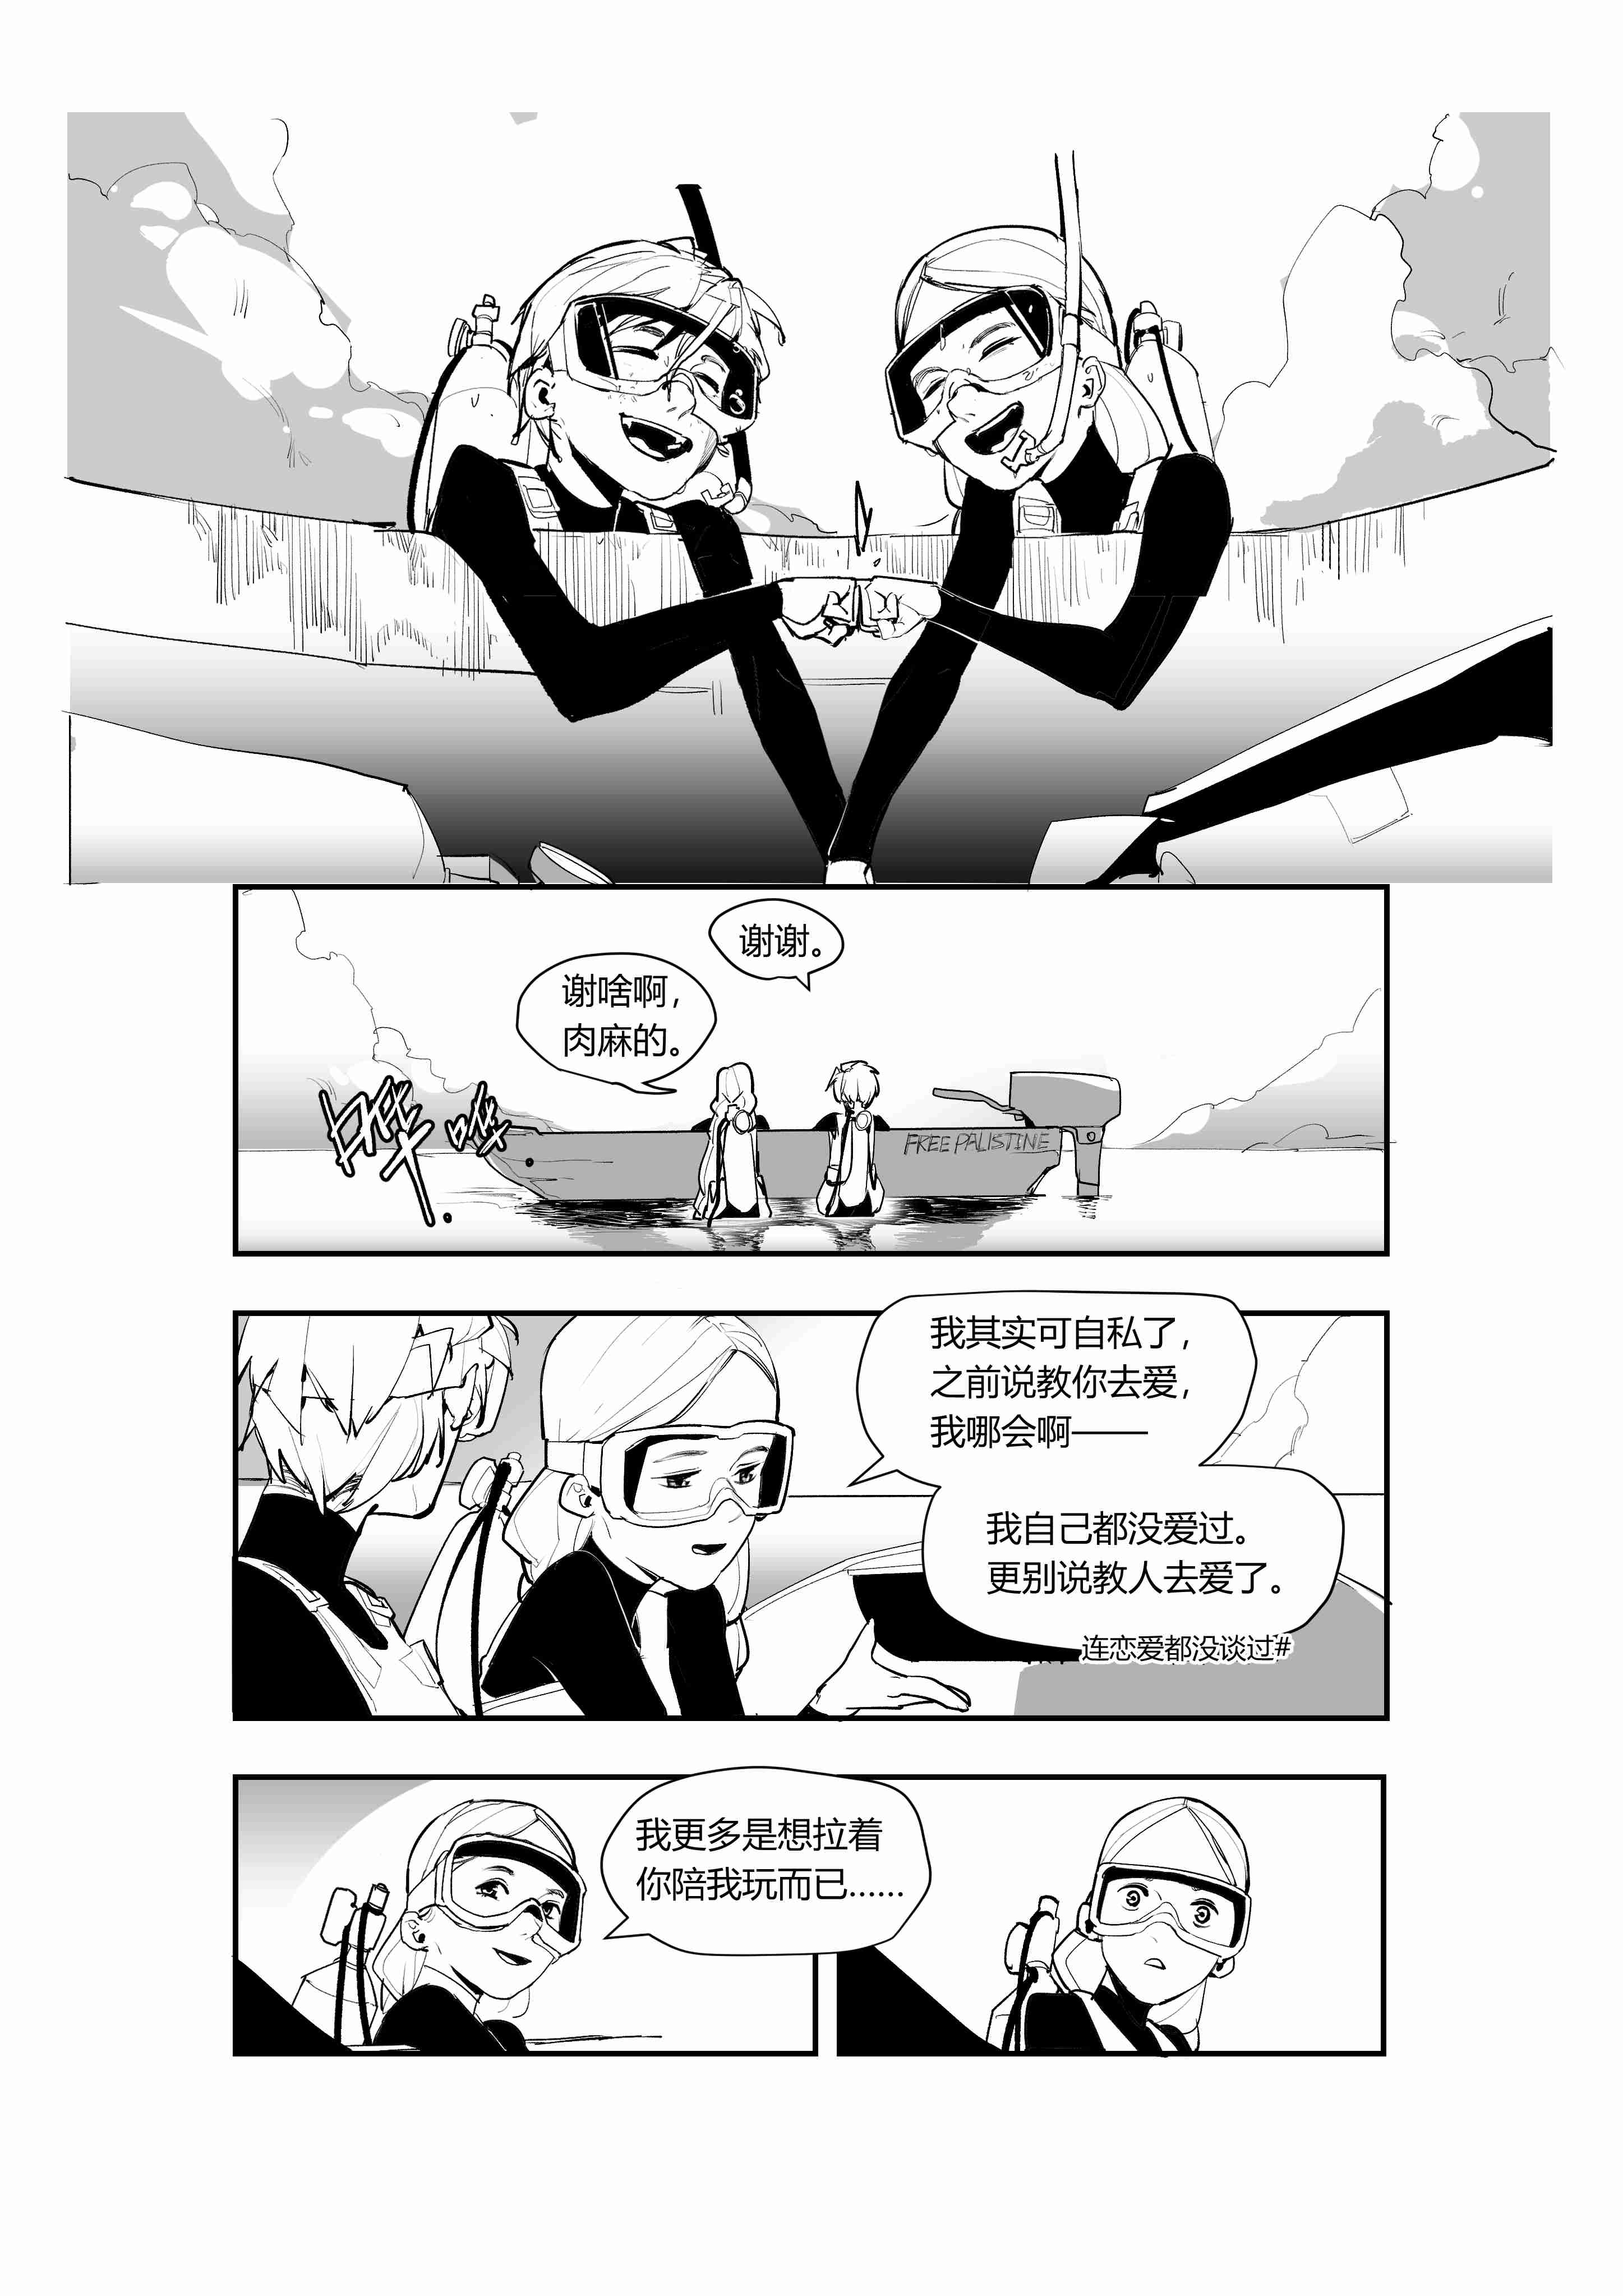 谢谢。
谢啥啊，
肉麻的。
FREE PALISTINE
我其实可自私了，
之前说教你去爱，
我哪会啊——
我自己都没爱过。
更别说教人去爱了。
连恋爱都没谈过#
我更多是想拉着
你陪我玩而已……